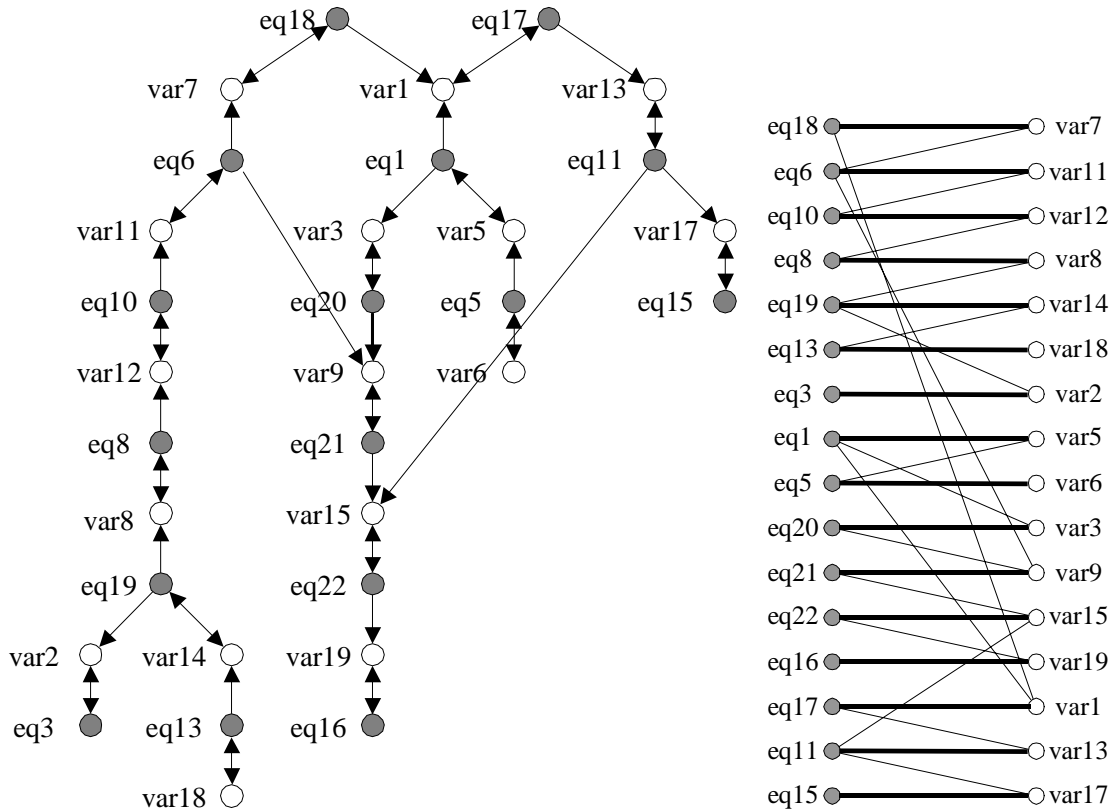 eq18
eq17
var7
var1
var13
eq6
eq1
eq11
var11
var3
var5
var17
eq10
eq20
eq5
eq15
var12
var9
var6
eq8
eq21
var8
var15
eq19
eq22
var2
var14
var19
eq3
eq13
eq16
var18
eq18 var7
eq6 var11
eq10 var12
eq8 var8
eq19 var14
eq13 var18
eq3 var2
eq1 var5
eq5 var6
eq20 var3
eq21 var9
eq22 var15
eq16 var19
eq17 var1
eq11 var13
eq15 var17